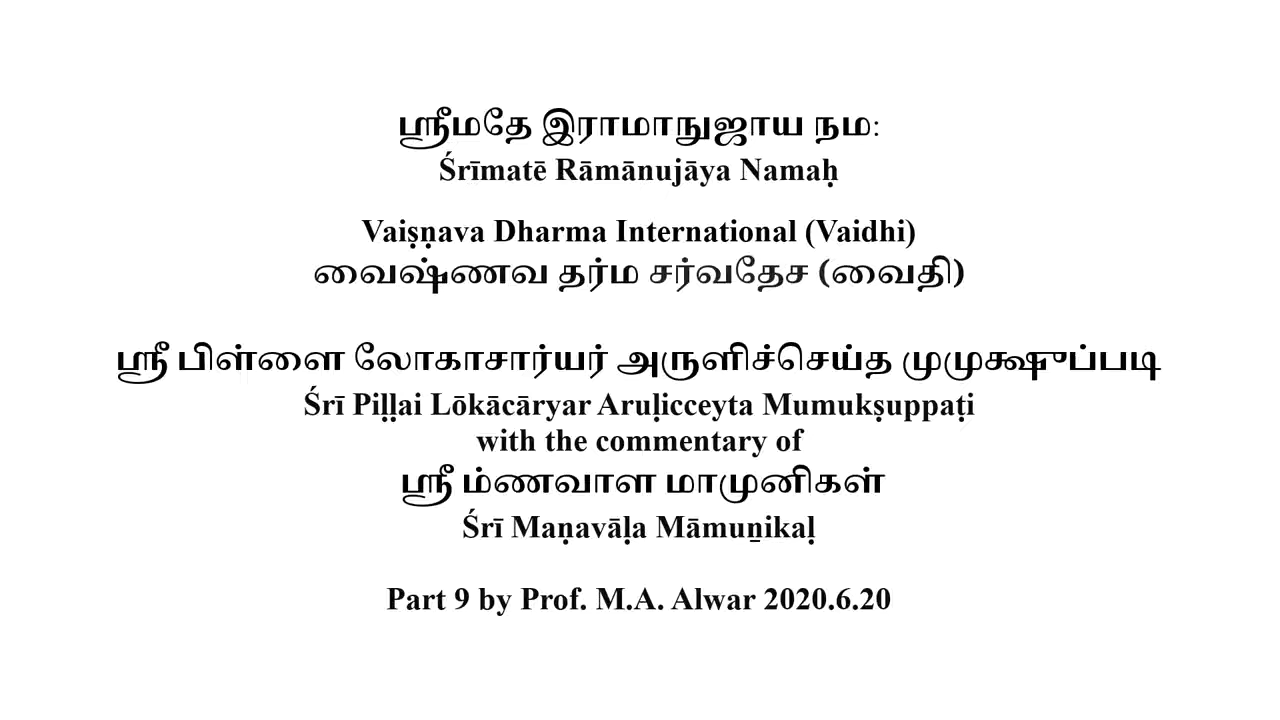 ஸ்ரீமதே இராமாநுஜாய நம:
Śrīmatē Rāmānujāya Namaḥ
Vaiṣṇava Dharma International (Vaidhi)
வைஷ்ணவ தர்ம சர்வதேச (வைதி)
ஸ்ரீ பிள்ளை லோகாசார்யர் அருளிச்செய்த முமுக்ஷுப்படி
Śrī Piḷḷai Lōkācāryar Aruḷicceyta Mumukṣuppaṭi
with the commentary of
ஸ்ரீ ம்ணவாள மாமுனிகள்
Śrī Maṇavāḷa Māmuṉikaḷ
Part 9 by Prof. M.A. Alwar 2020.6.20